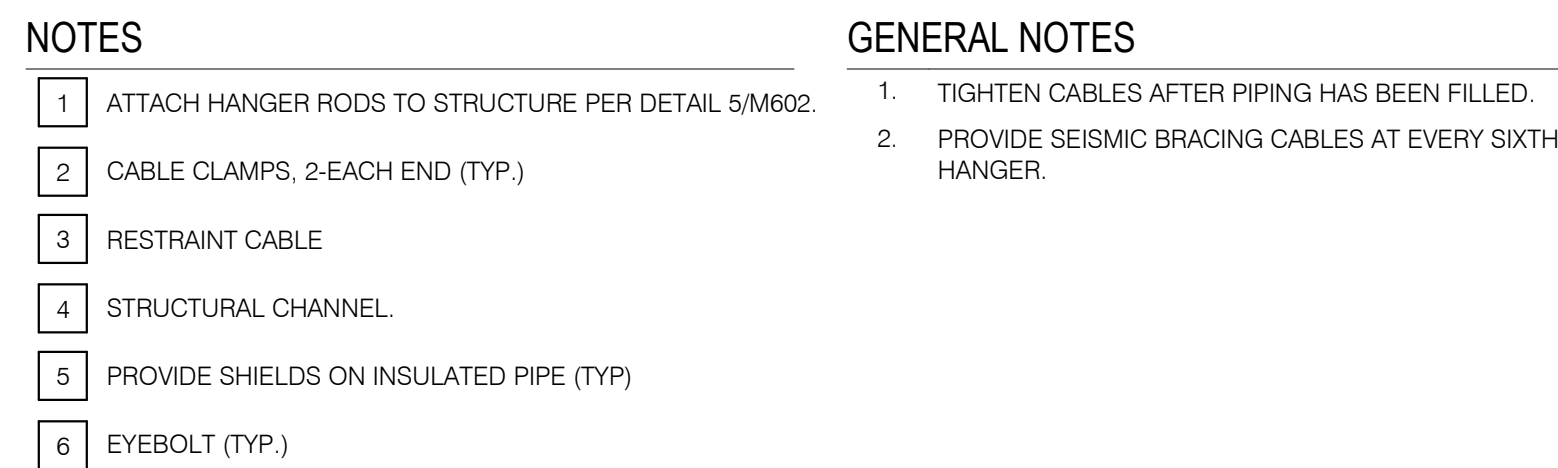 NOTES
1 ATTACH HANGER RODS TO STRUCTURE PER DETAIL 5/M602.
2 CABLE CLAMPS, 2-EACH END (TYP.)
3 RESTRAINT CABLE
4 STRUCTURAL CHANNEL.
5 PROVIDE SHIELDS ON INSULATED PIPE (TYP)
6 EYEBOLT (TYP.)
GENERAL NOTES
1. TIGHTEN CABLES AFTER PIPING HAS BEEN FILLED.
2. PROVIDE SEISMIC BRACING CABLES AT EVERY SIXTH
HANGER.